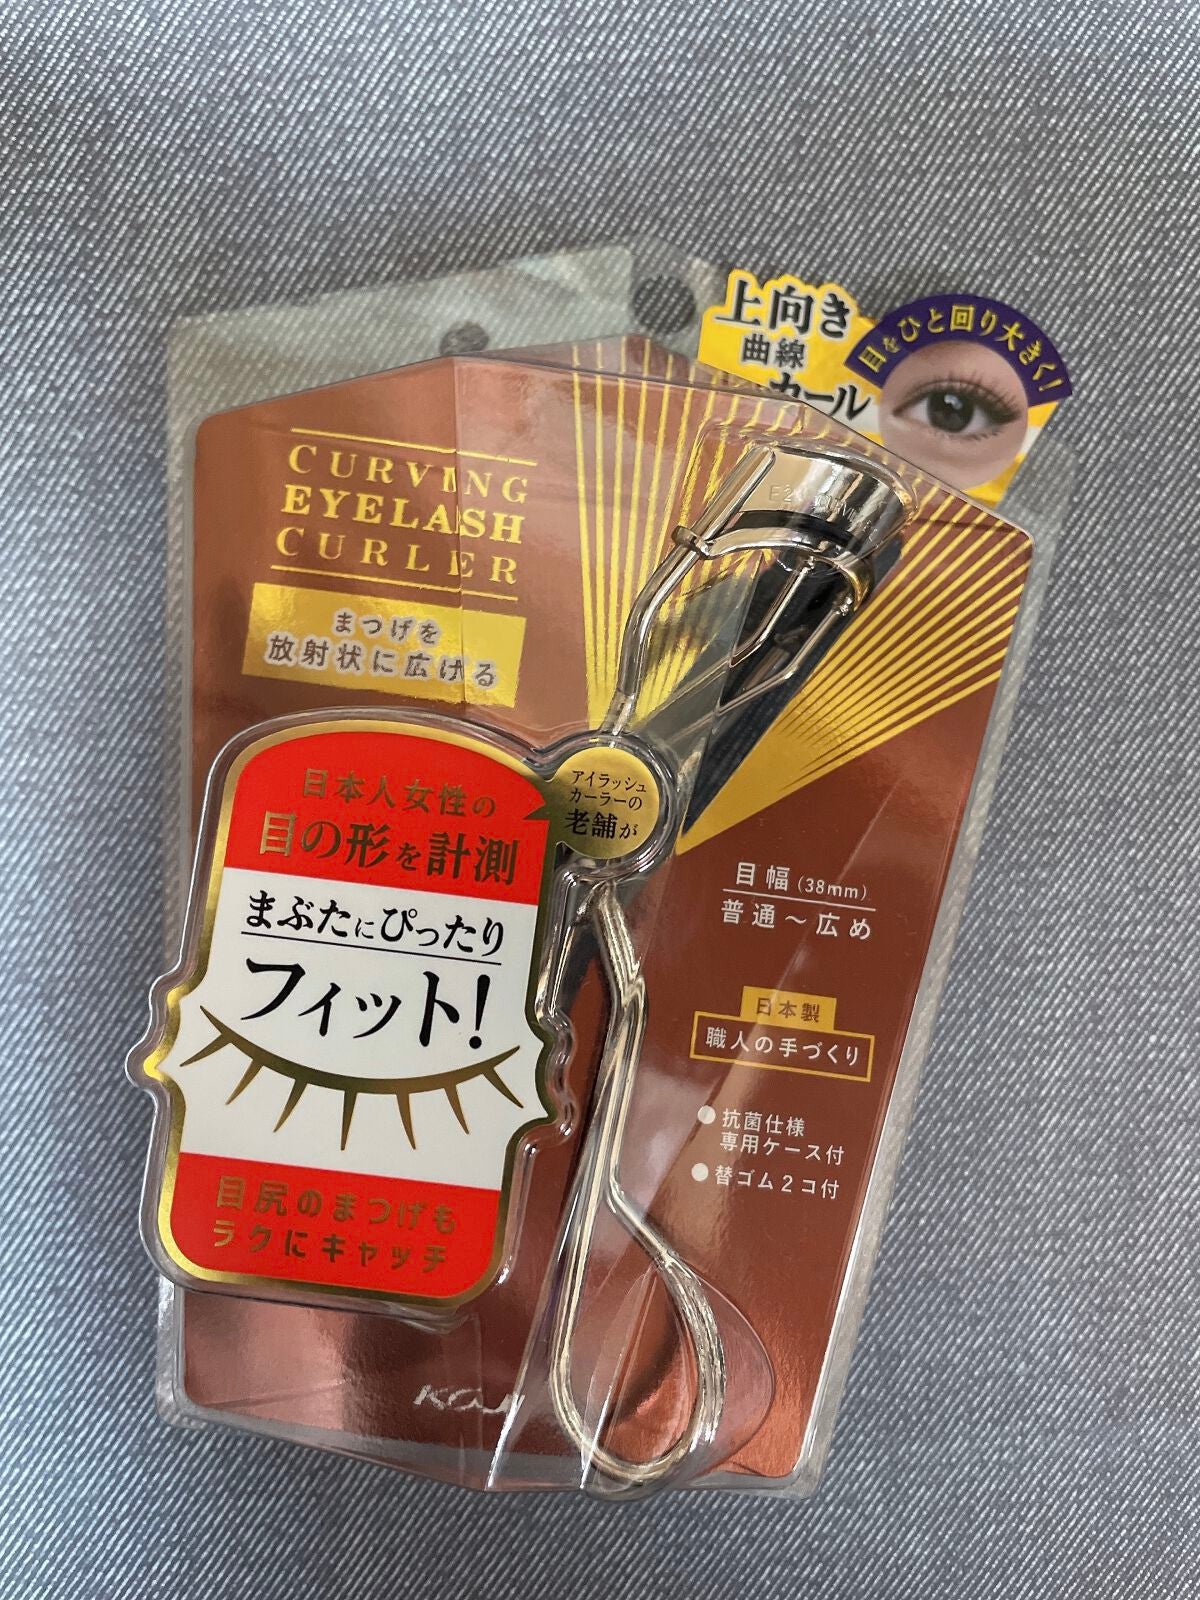 上向き
曲線
カール
目をひと回り大きく!
CURVING
EYELASH
CURLER
まつげを
放射状に広げる
アイラッシュ
カーラーの
老舗が
日本人女性の
目の形を計測
まぶたにぴったり
フィット!
目尻のまつげも
ラクにキャッチ
目幅(38mm)
普通〜広め
日本製
職人の手づくり
●抗菌仕様
専用ケース付
●替ゴム2コ付
KOJI